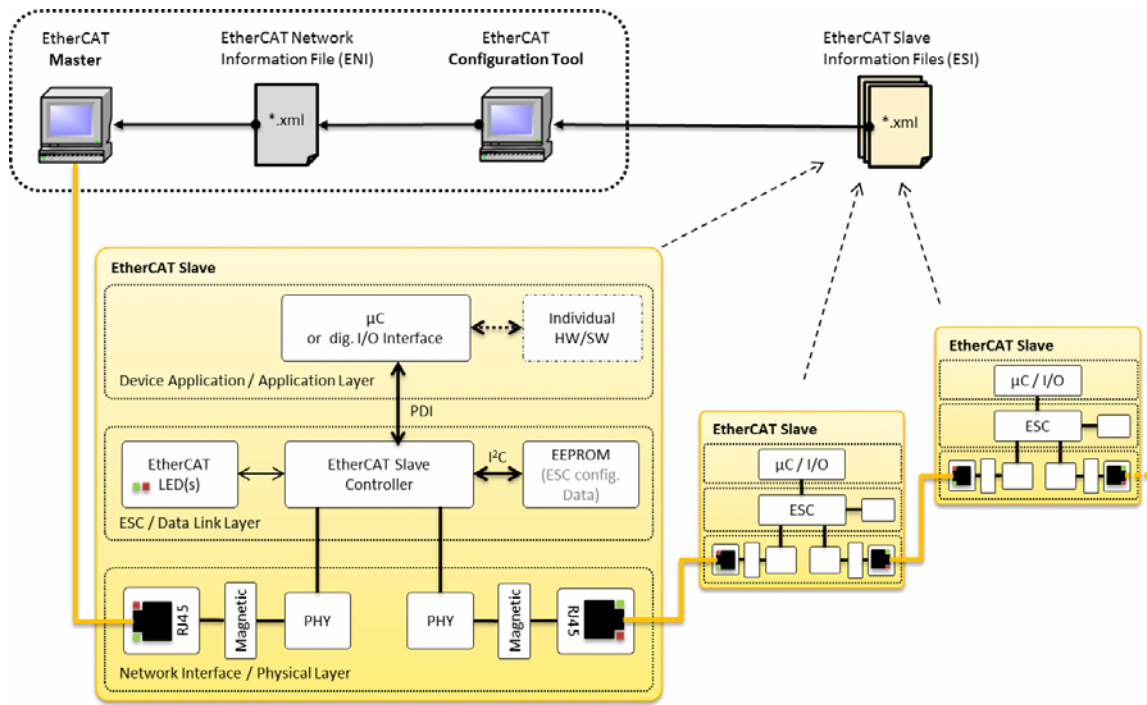 EtherCAT
Master
EtherCAT Network
Information File (ENI)
EtherCAT
Configuration Tool
EtherCAT Slave
Information Files (ESI)
*.xml
*.xml
EtherCAT Slave
µC
or dig. I/O Interface
Individual
HW/SW
Device Application / Application Layer
PDI
EtherCAT
LED(s)
EtherCAT Slave
Controller
I²C
EEPROM
(ESC config.
Data)
ESC / Data Link Layer
RJ45
Magnetic
PHY
PHY
Magnetic
RJ45
Network Interface / Physical Layer
EtherCAT Slave
µC / I/O
ESC
EtherCAT Slave
µC / I/O
ESC